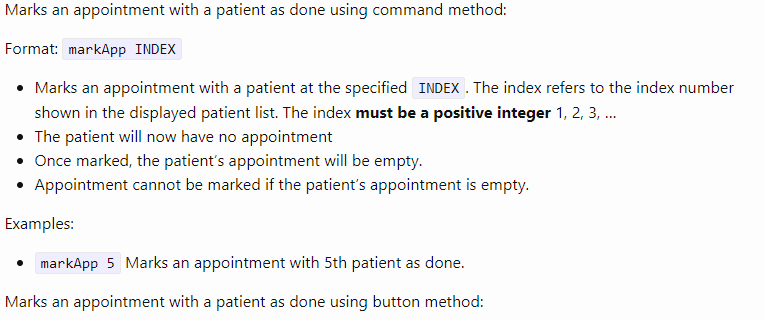 Marks an appointment with a patient as done using command method:
Format: markApp INDEX
• Marks an appointment with a patient at the specified INDEX. The index refers to the index number
shown in the displayed patient list. The index must be a positive integer 1, 2, 3, …
• The patient will now have no appointment
• Once marked, the patient’s appointment will be empty.
• Appointment cannot be marked if the patient’s appointment is empty.
Examples:
• markApp 5 Marks an appointment with 5th patient as done.
Marks an appointment with a patient as done using button method: